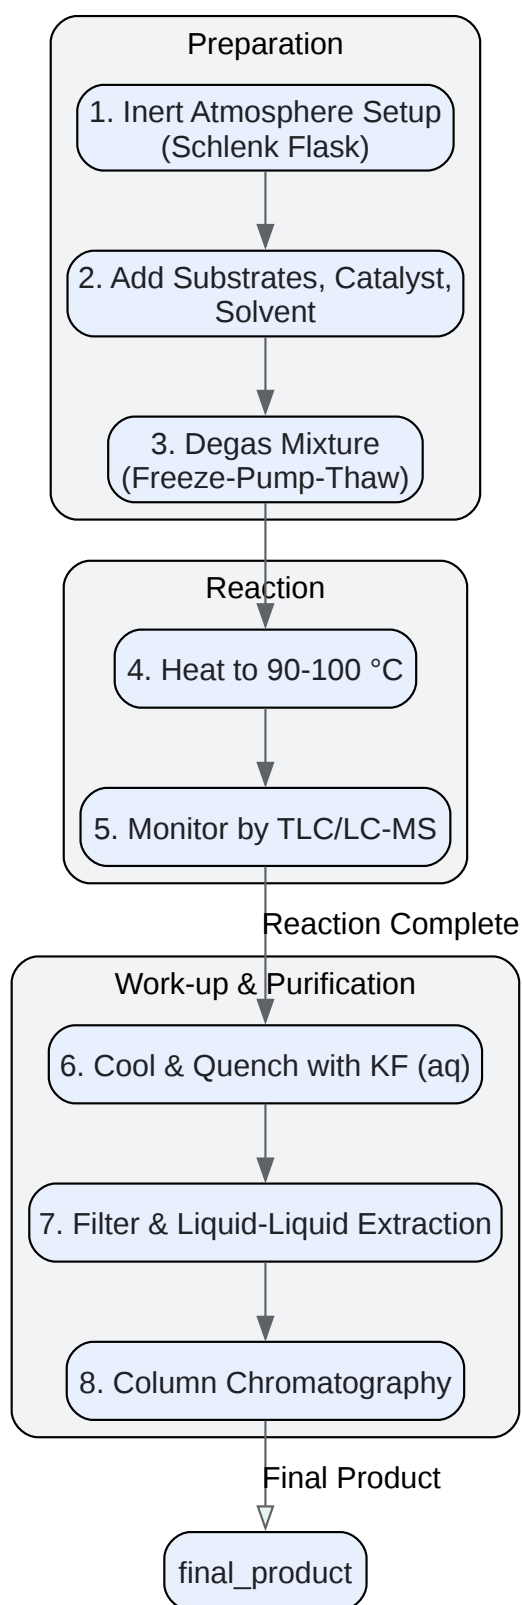 Preparation
1. Inert Atmosphere Setup
(Schlenk Flask)
2. Add Substrates, Catalyst,
Solvent
3. Degas Mixture
(Freeze-Pump-Thaw)
Reaction
4. Heat to 90-100 °C
5. Monitor by TLC/LC-MS
Reaction Complete
Work-up & Purification
6. Cool & Quench with KF (aq)
7. Filter & Liquid-Liquid Extraction
8. Column Chromatography
Final Product
final_product